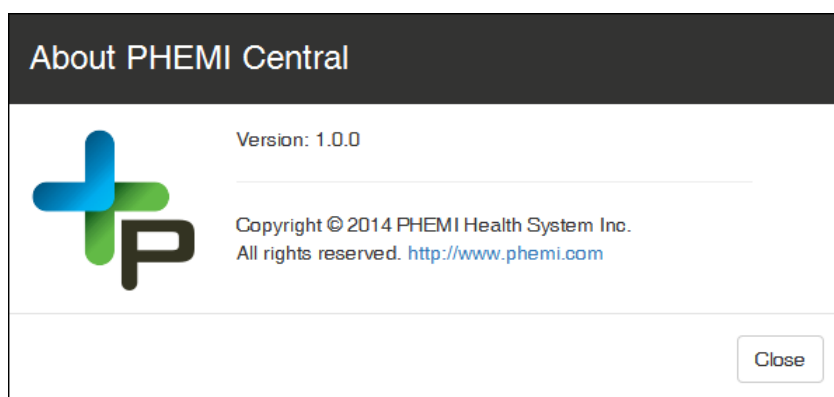 About PHEMI Central
Version: 1.0.0
Copyright © 2014 PHEMI Health System Inc.
All rights reserved. http://www.phemi.com
P
Close